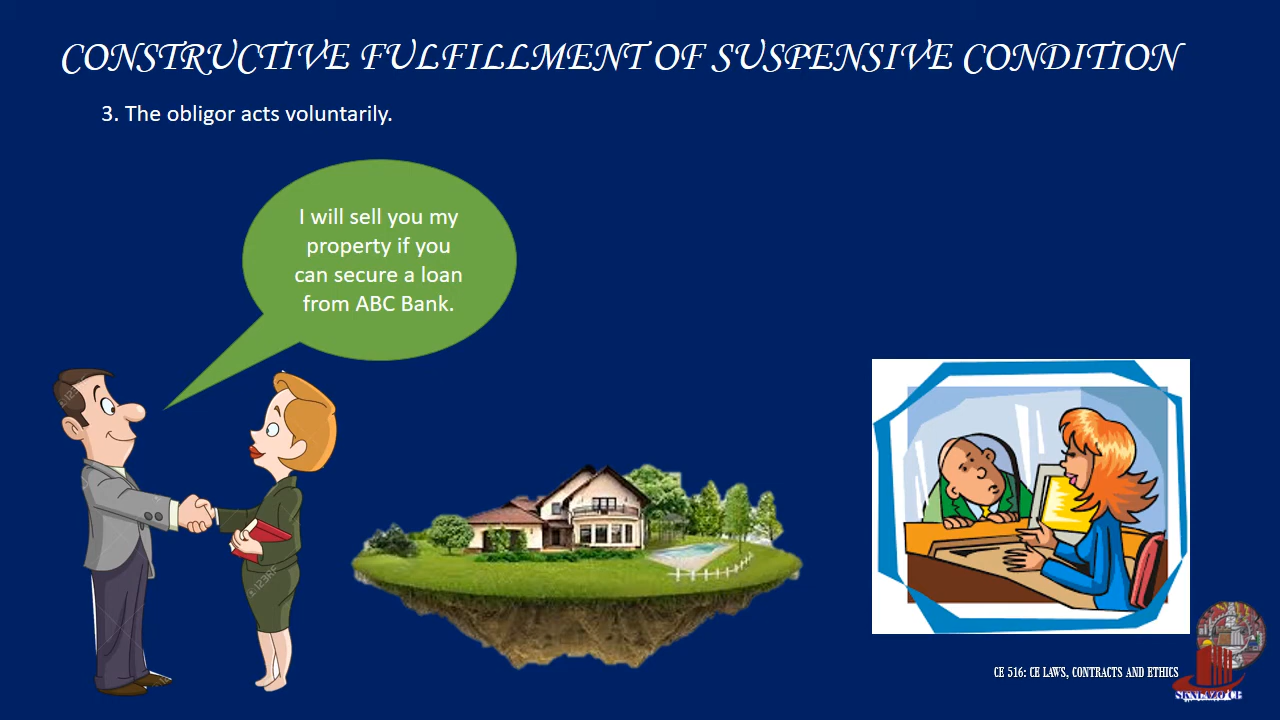 CONSTRUCTIVE FULFILLMENT OF SUSPENSIVE CONDITION
3. The obligor acts voluntarily.
I will sell you my
property if you
can secure a loan
from ABC Bank.
CE 516: CE LAWS, CONTRACTS AND ETHICS